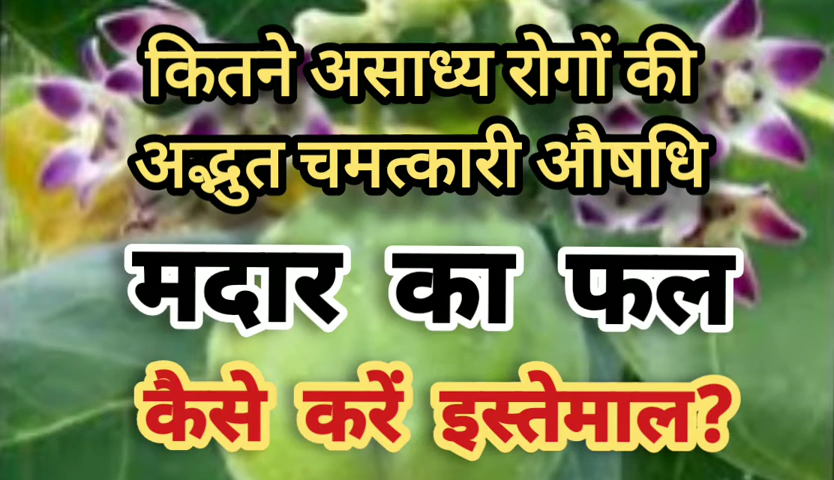 कितने असाध्य रोगों की
अद्भुत चमत्कारी औषधि
मदार का फल
कैसे करें इस्तेमाल?